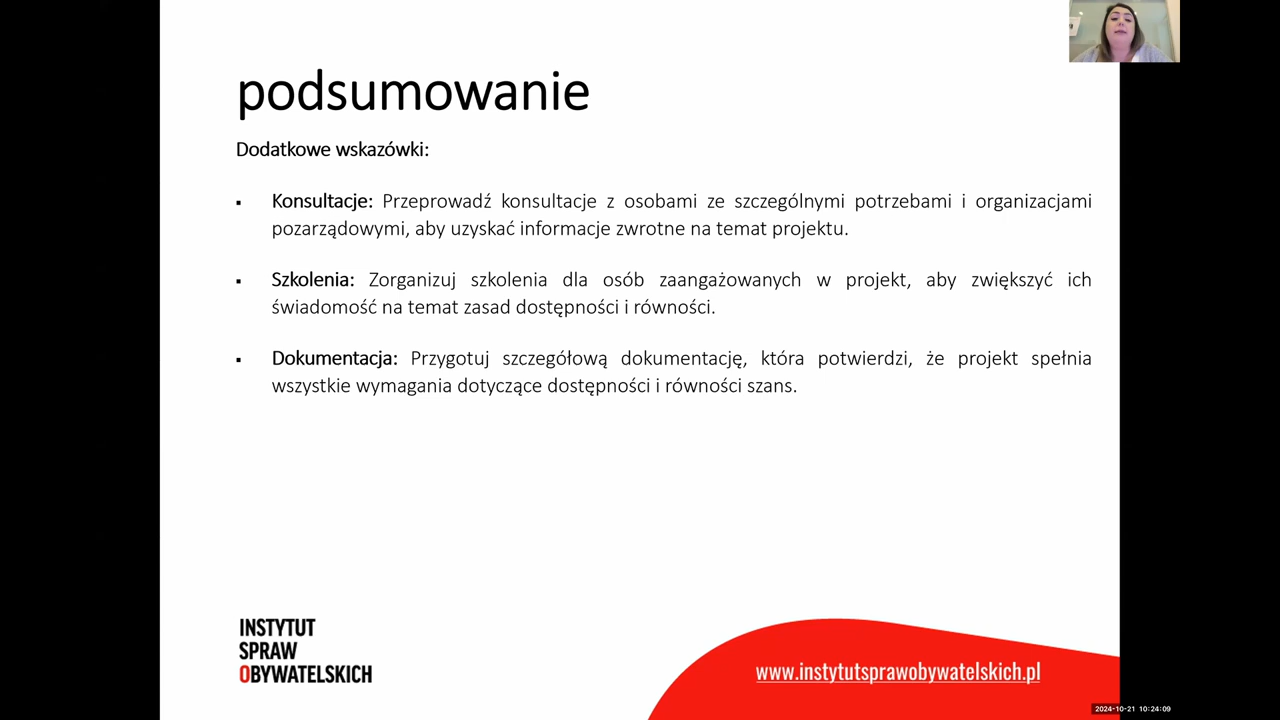 podsumowanie
Dodatkowe wskazówki:
▪ Konsultacje: Przeprowadź konsultacje z osobami ze szczególnymi potrzebami i organizacjami
pozarządowymi, aby uzyskać informacje zwrotne na temat projektu.
▪ Szkolenia: Zorganizuj szkolenia dla osób zaangażowanych w projekt, aby zwiększyć ich
świadomość na temat zasad dostępności i równości.
▪ Dokumentacja: Przygotuj szczegółową dokumentację, która potwierdzi, że projekt spełnia
wszystkie wymagania dotyczące dostępności i równości szans.
INSTYTUT
SPRAW
OBYWATELSKICH
www.instytutsprawobywatelskich.pl
2024-10-21 10:24:09